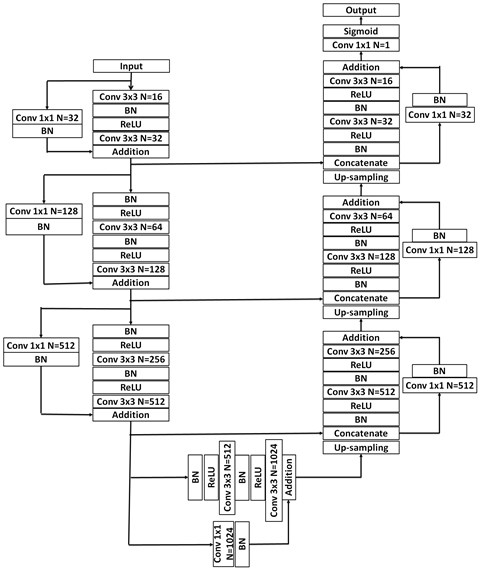 Input
Conv 3x3 N=16
BN
ReLU
Conv 3x3 N=32
Addition
Conv 1x1 N=32
BN
BN
ReLU
Conv 3x3 N=64
BN
ReLU
Conv 3x3 N=128
Addition
Conv 1x1 N=128
BN
BN
ReLU
Conv 3x3 N=256
BN
ReLU
Conv 3x3 N=512
Addition
Conv 1x1 N=512
BN
BN
ReLU
Conv 3x3 N=512
BN
ReLU
Conv 3x3 N=1024
Addition
Conv 1x1
N=1024
BN
Output
Sigmoid
Conv 1x1 N=1
Addition
Conv 3x3 N=16
ReLU
BN
Conv 3x3 N=32
ReLU
BN
Concatenate
Up-sampling
BN
Conv 1x1 N=32
Addition
Conv 3x3 N=64
ReLU
BN
Conv 3x3 N=128
ReLU
BN
Concatenate
Up-sampling
BN
Conv 1x1 N=128
Addition
Conv 3x3 N=256
ReLU
BN
Conv 3x3 N=512
ReLU
BN
Concatenate
Up-sampling
BN
Conv 1x1 N=512